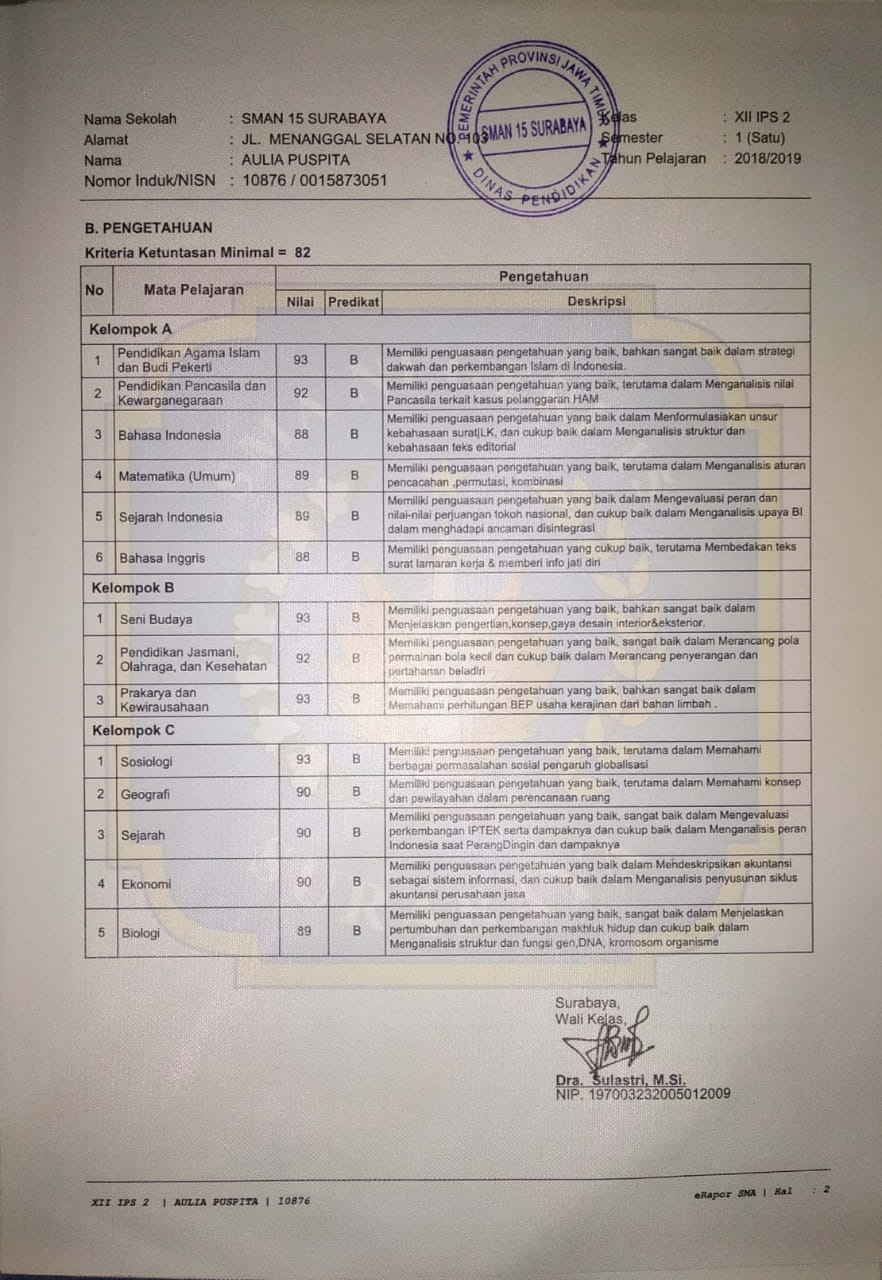 PEMERINTAH PROVINSI JAWA TIMUR
SMAN 15 SURABAYA
DINAS PENDIDIKAN
Nama Sekolah : SMAN 15 SURABAYA
Kelas : XII IPS 2
Alamat : JL. MENANGGAL SELATAN NO. 103
Semester : 1 (Satu)
Nama : AULIA PUSPITA
Tahun Pelajaran : 2018/2019
Nomor Induk/NISN : 10876 / 0015873051
B. PENGETAHUAN
Kriteria Ketuntasan Minimal = 82
No Mata Pelajaran Pengetahuan
Nilai Predikat Deskripsi
Kelompok A
1 Pendidikan Agama Islam dan Budi Pekerti 93 B Memiliki penguasaan pengetahuan yang baik, bahkan sangat baik dalam strategi
dakwah dan perkembangan Islam di Indonesia.
2 Pendidikan Pancasila dan Kewarganegaraan 92 B Memiliki penguasaan pengetahuan yang baik, terutama dalam Menganalisis nilai
Pancasila terkait kasus pelanggaran HAM
3 Bahasa Indonesia 88 B Memiliki penguasaan pengetahuan yang baik dalam Menformulasiakan unsur
kebahasaan surat|LK, dan cukup baik dalam Menganalisis struktur dan
kebahasaan teks editorial
4 Matematika (Umum) 89 B Memiliki penguasaan pengetahuan yang baik, terutama dalam Menganalisis aturan
pencacahan ,permutasi, kombinasi
5 Sejarah Indonesia 89 B Memiliki penguasaan pengetahuan yang baik dalam Mengevaluasi peran dan
nilai-nilai perjuangan tokoh nasional, dan cukup baik dalam Menganalisis upaya BI
dalam menghadapi ancaman disintegrasI
6 Bahasa Inggris 88 B Memiliki penguasaan pengetahuan yang cukup baik, terutama Membedakan teks
surat lamaran kerja & memberi info jati diri
Kelompok B
1 Seni Budaya 93 B Memiliki penguasaan pengetahuan yang baik, bahkan sangat baik dalam
Menjelaskan pengertian,konsep,gaya desain interior&eksterior.
2 Pendidikan Jasmani, Olahraga, dan Kesehatan 92 B Memiliki penguasaan pengetahuan yang baik, sangat baik dalam Merancang pola
permainan bola kecil dan cukup baik dalam Merancang penyerangan dan
pertahanan beladiri
3 Prakarya dan Kewirausahaan 93 B Memiliki penguasaan pengetahuan yang baik, bahkan sangat baik dalam
Memahami perhitungan BEP usaha kerajinan dari bahan limbah .
Kelompok C
1 Sosiologi 93 B Memiliki penguasaan pengetahuan yang baik, terutama dalam Memahami
berbegai permasalahan sosial pengaruh globalisasi
2 Geografi 90 B Memiliki penguasaan pengetahuan yang baik, terutama dalam Memahami konsep
dan pewilayahan dalam perencanaan ruang
3 Sejarah 90 B Memiliki penguasaan pengetahuan yang baik, sangat baik dalam Mengevaluasi
perkembangan IPTEK serta dampaknya dan cukup baik dalam Menganalisis peran
Indonesia saat PerangDingin dan dampaknya
4 Ekonomi 90 B Memiliki penguasaan pengetahuan yang baik dalam Mendeskripsikan akuntansi
sebagai sistem informasi, dan cukup baik dalam Menganalisis penyusunan siklus
akuntansi perusahaan jasa
5 Biologi 89 B Memiliki penguasaan pengetahuan yang baik, sangat baik dalam Menjelaskan
pertumbuhan dan perkembangan makhluk hidup dan cukup baik dalam
Menganalisis struktur dan fungsi gen,DNA, kromosom organisme
Surabaya,
Wali Kelas,
Dra. Sulastri, M.Si.
NIP. 197003232005012009
XII IPS 2 | AULIA PUSPITA | 10876
eRapor SMA | Hal : 2